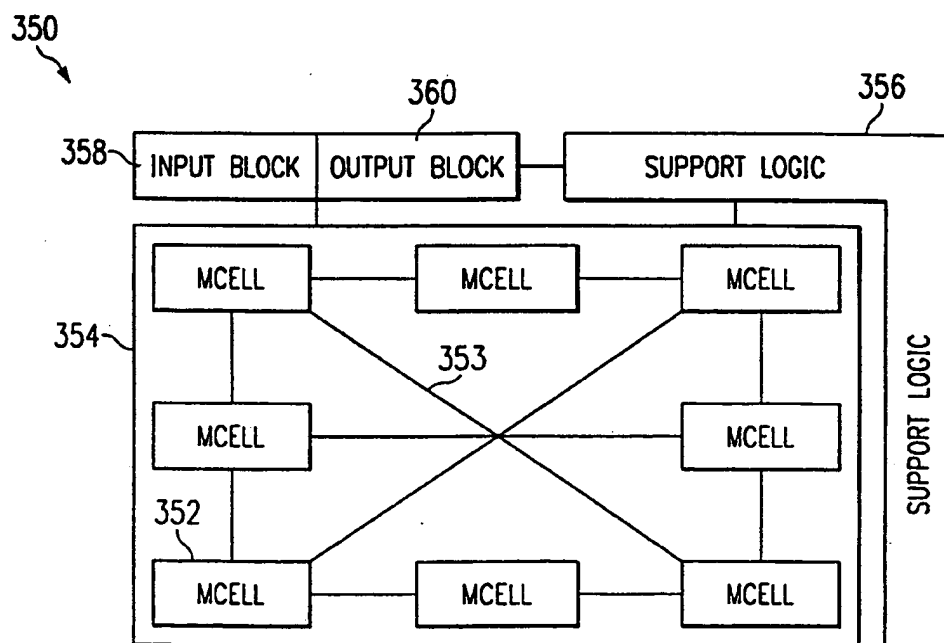 350
360
356
358
INPUT BLOCK
OUTPUT BLOCK
SUPPORT LOGIC
MCELL
MCELL
MCELL
354
353
SUPPORT LOGIC
MCELL
MCELL
352
MCELL
MCELL
MCELL